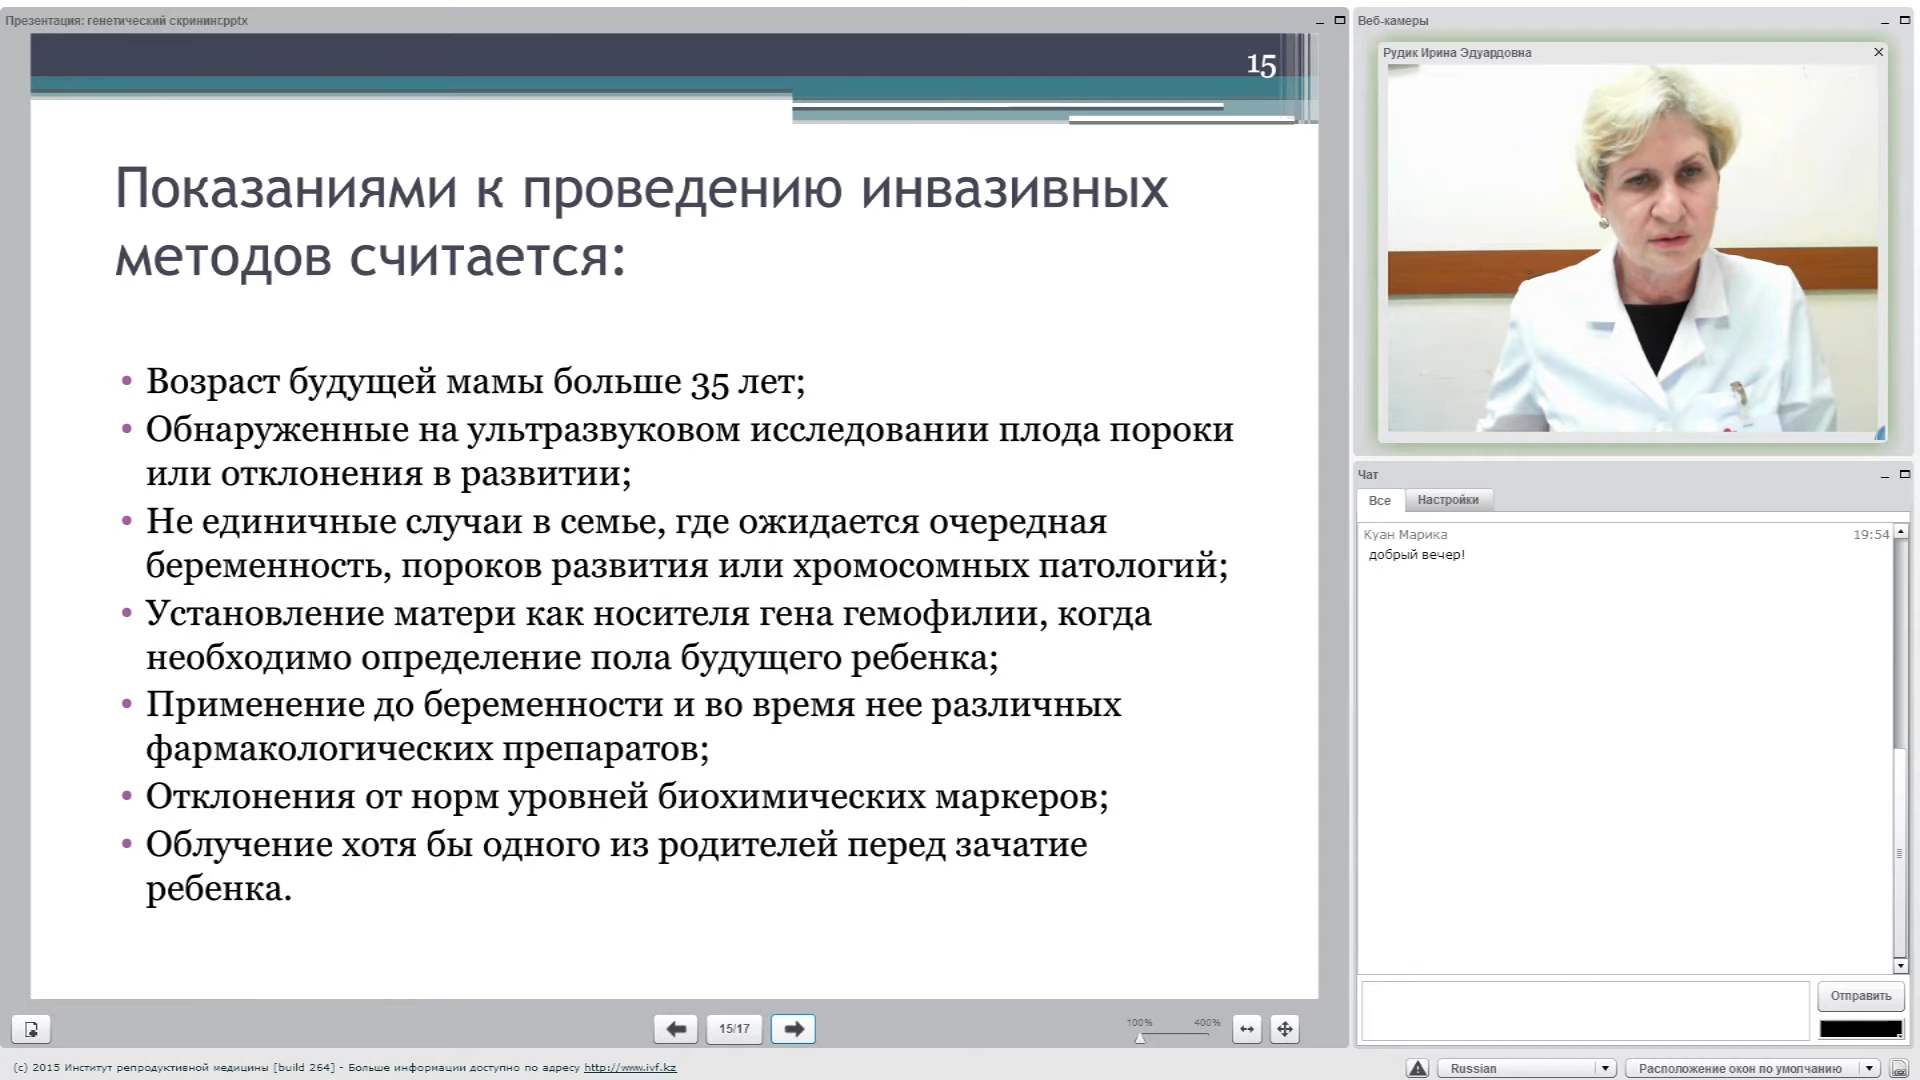 Презентация: генетический скрининг.pptx
15
Показаниями к проведению инвазивных
методов считается:
• Возраст будущей мамы больше 35 лет;
• Обнаруженные на ультразвуковом исследовании плода пороки
или отклонения в развитии;
• Не единичные случаи в семье, где ожидается очередная
беременность, пороков развития или хромосомных патологий;
• Установление матери как носителя гена гемофилии, когда
необходимо определение пола будущего ребенка;
• Применение до беременности и во время нее различных
фармакологических препаратов;
• Отклонения от норм уровней биохимических маркеров;
• Облучение хотя бы одного из родителей перед зачатие
ребенка.
15/17
100% 400%
Веб-камеры
Рудик Ирина Эдуардовна
Чат
Все Настройки
Куан Марика 19:54
добрый вечер!
Отправить
(c) 2015 Институт репродуктивной медицины [build 264] - Больше информации доступно по адресу http://www.ivf.kz
Russian
Расположение окон по умолчанию